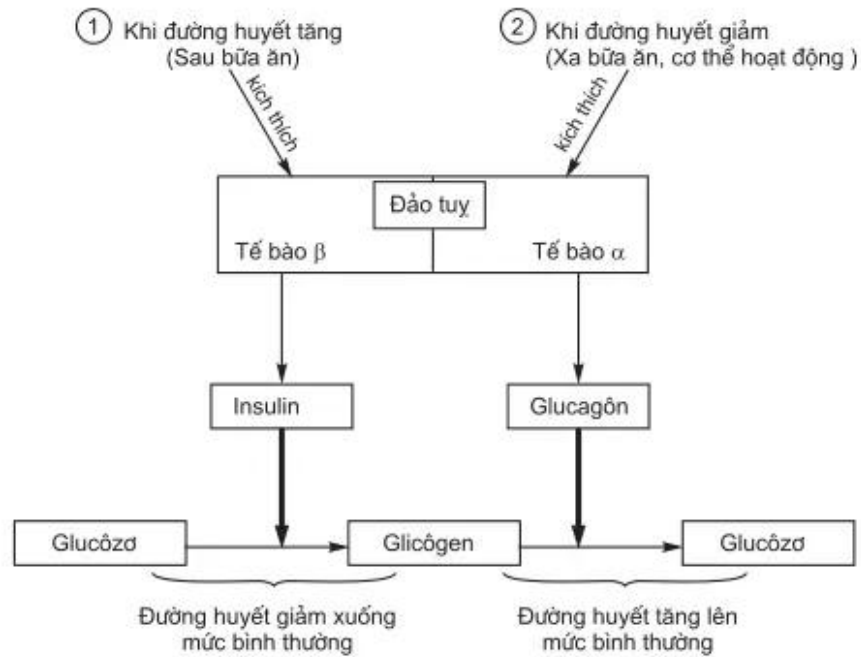 1 Khi đường huyết tăng
(Sau bữa ăn)
2 Khi đường huyết giảm
(Xa bữa ăn, cơ thể hoạt động )
kích thích
kích thích
Đảo tuỵ
Tế bào β
Tế bào α
Insulin
Glucagôn
Glucôzơ
Glicôgen
Glucôzơ
Đường huyết giảm xuống
mức bình thường
Đường huyết tăng lên
mức bình thường